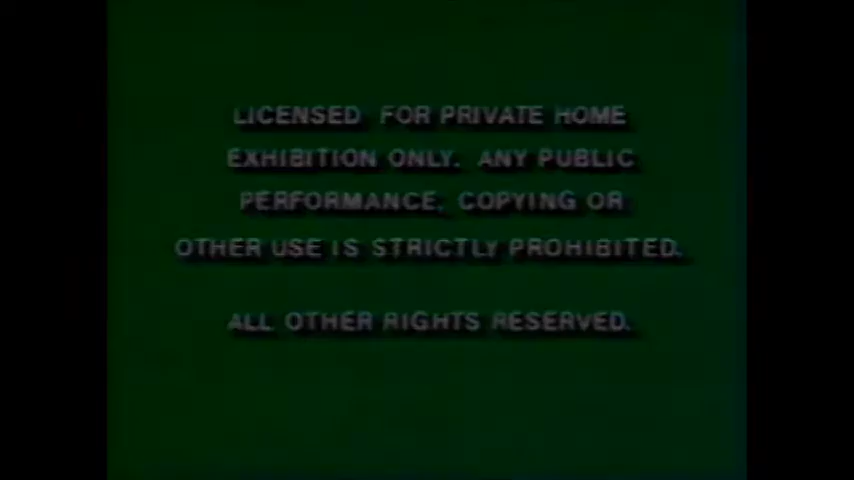 LICENSED FOR PRIVATE HOME
EXHIBITION ONLY. ANY PUBLIC
PERFORMANCE, COPYING OR
OTHER USE IS STRICTLY PROHIBITED.
ALL OTHER RIGHTS RESERVED.